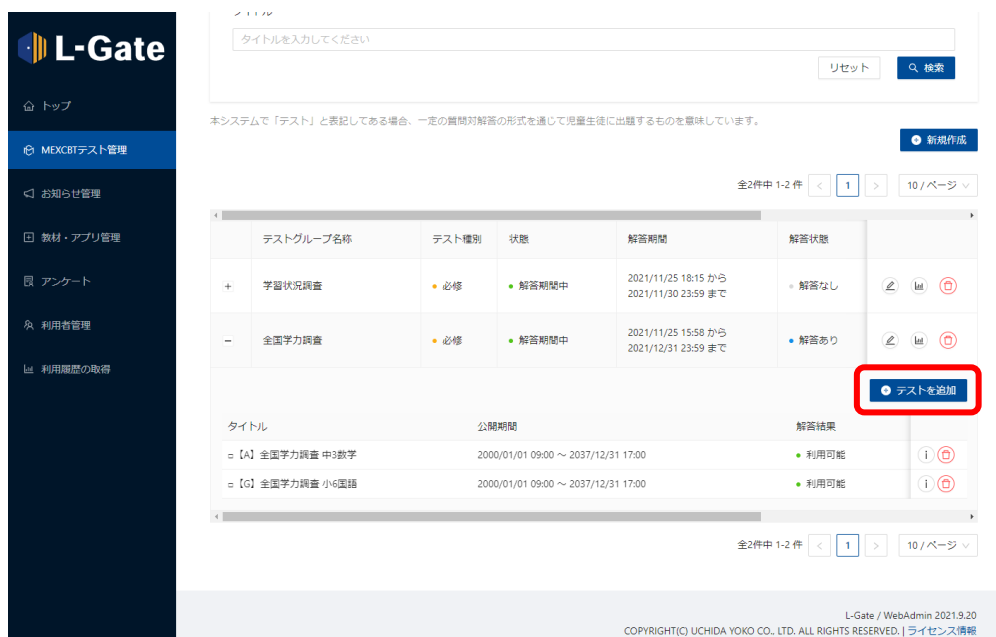 L-Gate
トップ
MEXCBTテスト管理
お知らせ管理
教材・アプリ管理
アンケート
利用者管理
利用履歴の取得
タイトル
タイトルを入力してください
リセット
検索
本システムで「テスト」と表記してある場合、一定の質問対解答の形式を通じて児童生徒に出題するものを意味しています。
新規作成
全2件中 1-2 件 < 1 > 10 / ページ
テストグループ名称 テスト種別 状態 解答期間 解答状態
+ 学習状況調査 必修 解答期間中 2021/11/25 18:15 から 解答なし
2021/11/30 23:59 まで
− 全国学力調査 必修 解答期間中 2021/11/25 15:58 から 解答あり
2021/12/31 23:59 まで
テストを追加
タイトル 公開期間 解答結果
【A】全国学力調査 中3数学 2000/01/01 09:00 ～ 2037/12/31 17:00 利用可能
【G】全国学力調査 小6国語 2000/01/01 09:00 ～ 2037/12/31 17:00 利用可能
全2件中 1-2 件 < 1 > 10 / ページ
L-Gate / WebAdmin 2021.9.20
COPYRIGHT(C) UCHIDA YOKO CO., LTD. ALL RIGHTS RESERVED. | ライセンス情報